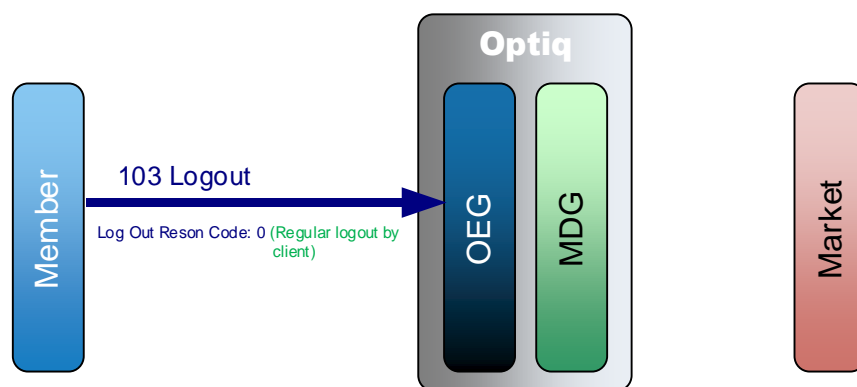 Optiq
Member
103 Logout
Log Out Reson Code: 0 (Regular logout by
client)
OEG
MDG
Market